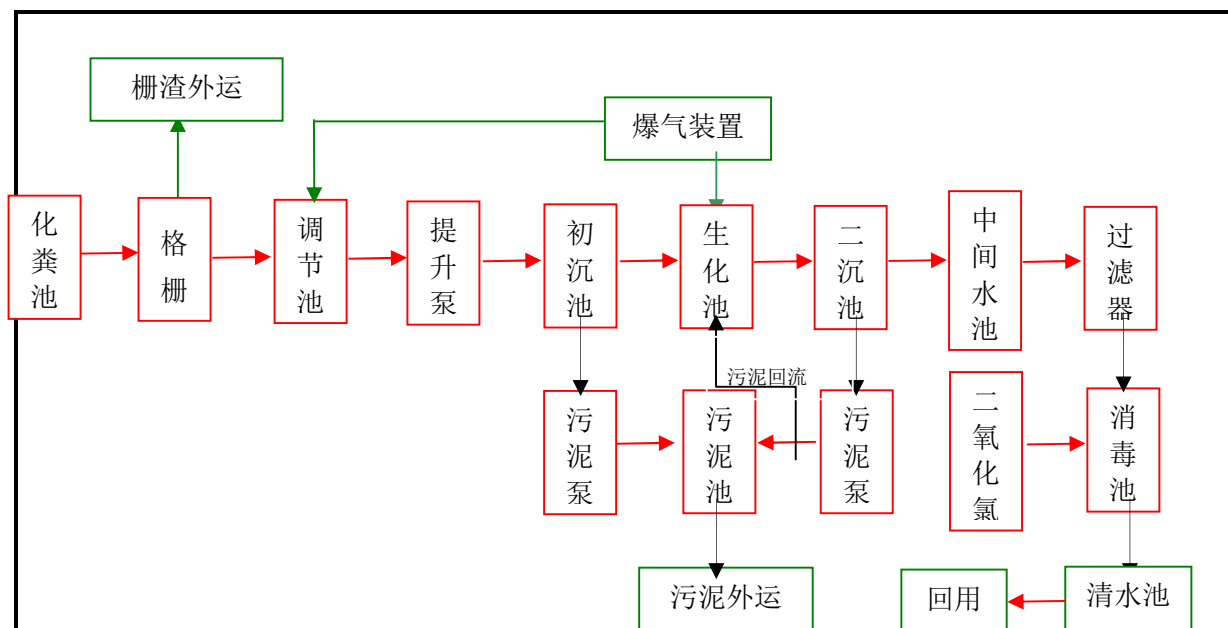 栅渣外运
爆气装置
化粪池
格栅
调节池
提升泵
初沉池
生化池
二沉池
中间水池
过滤器
污泥回流
污泥泵
污泥池
污泥泵
二氧化氯
消毒池
污泥外运
回用
清水池